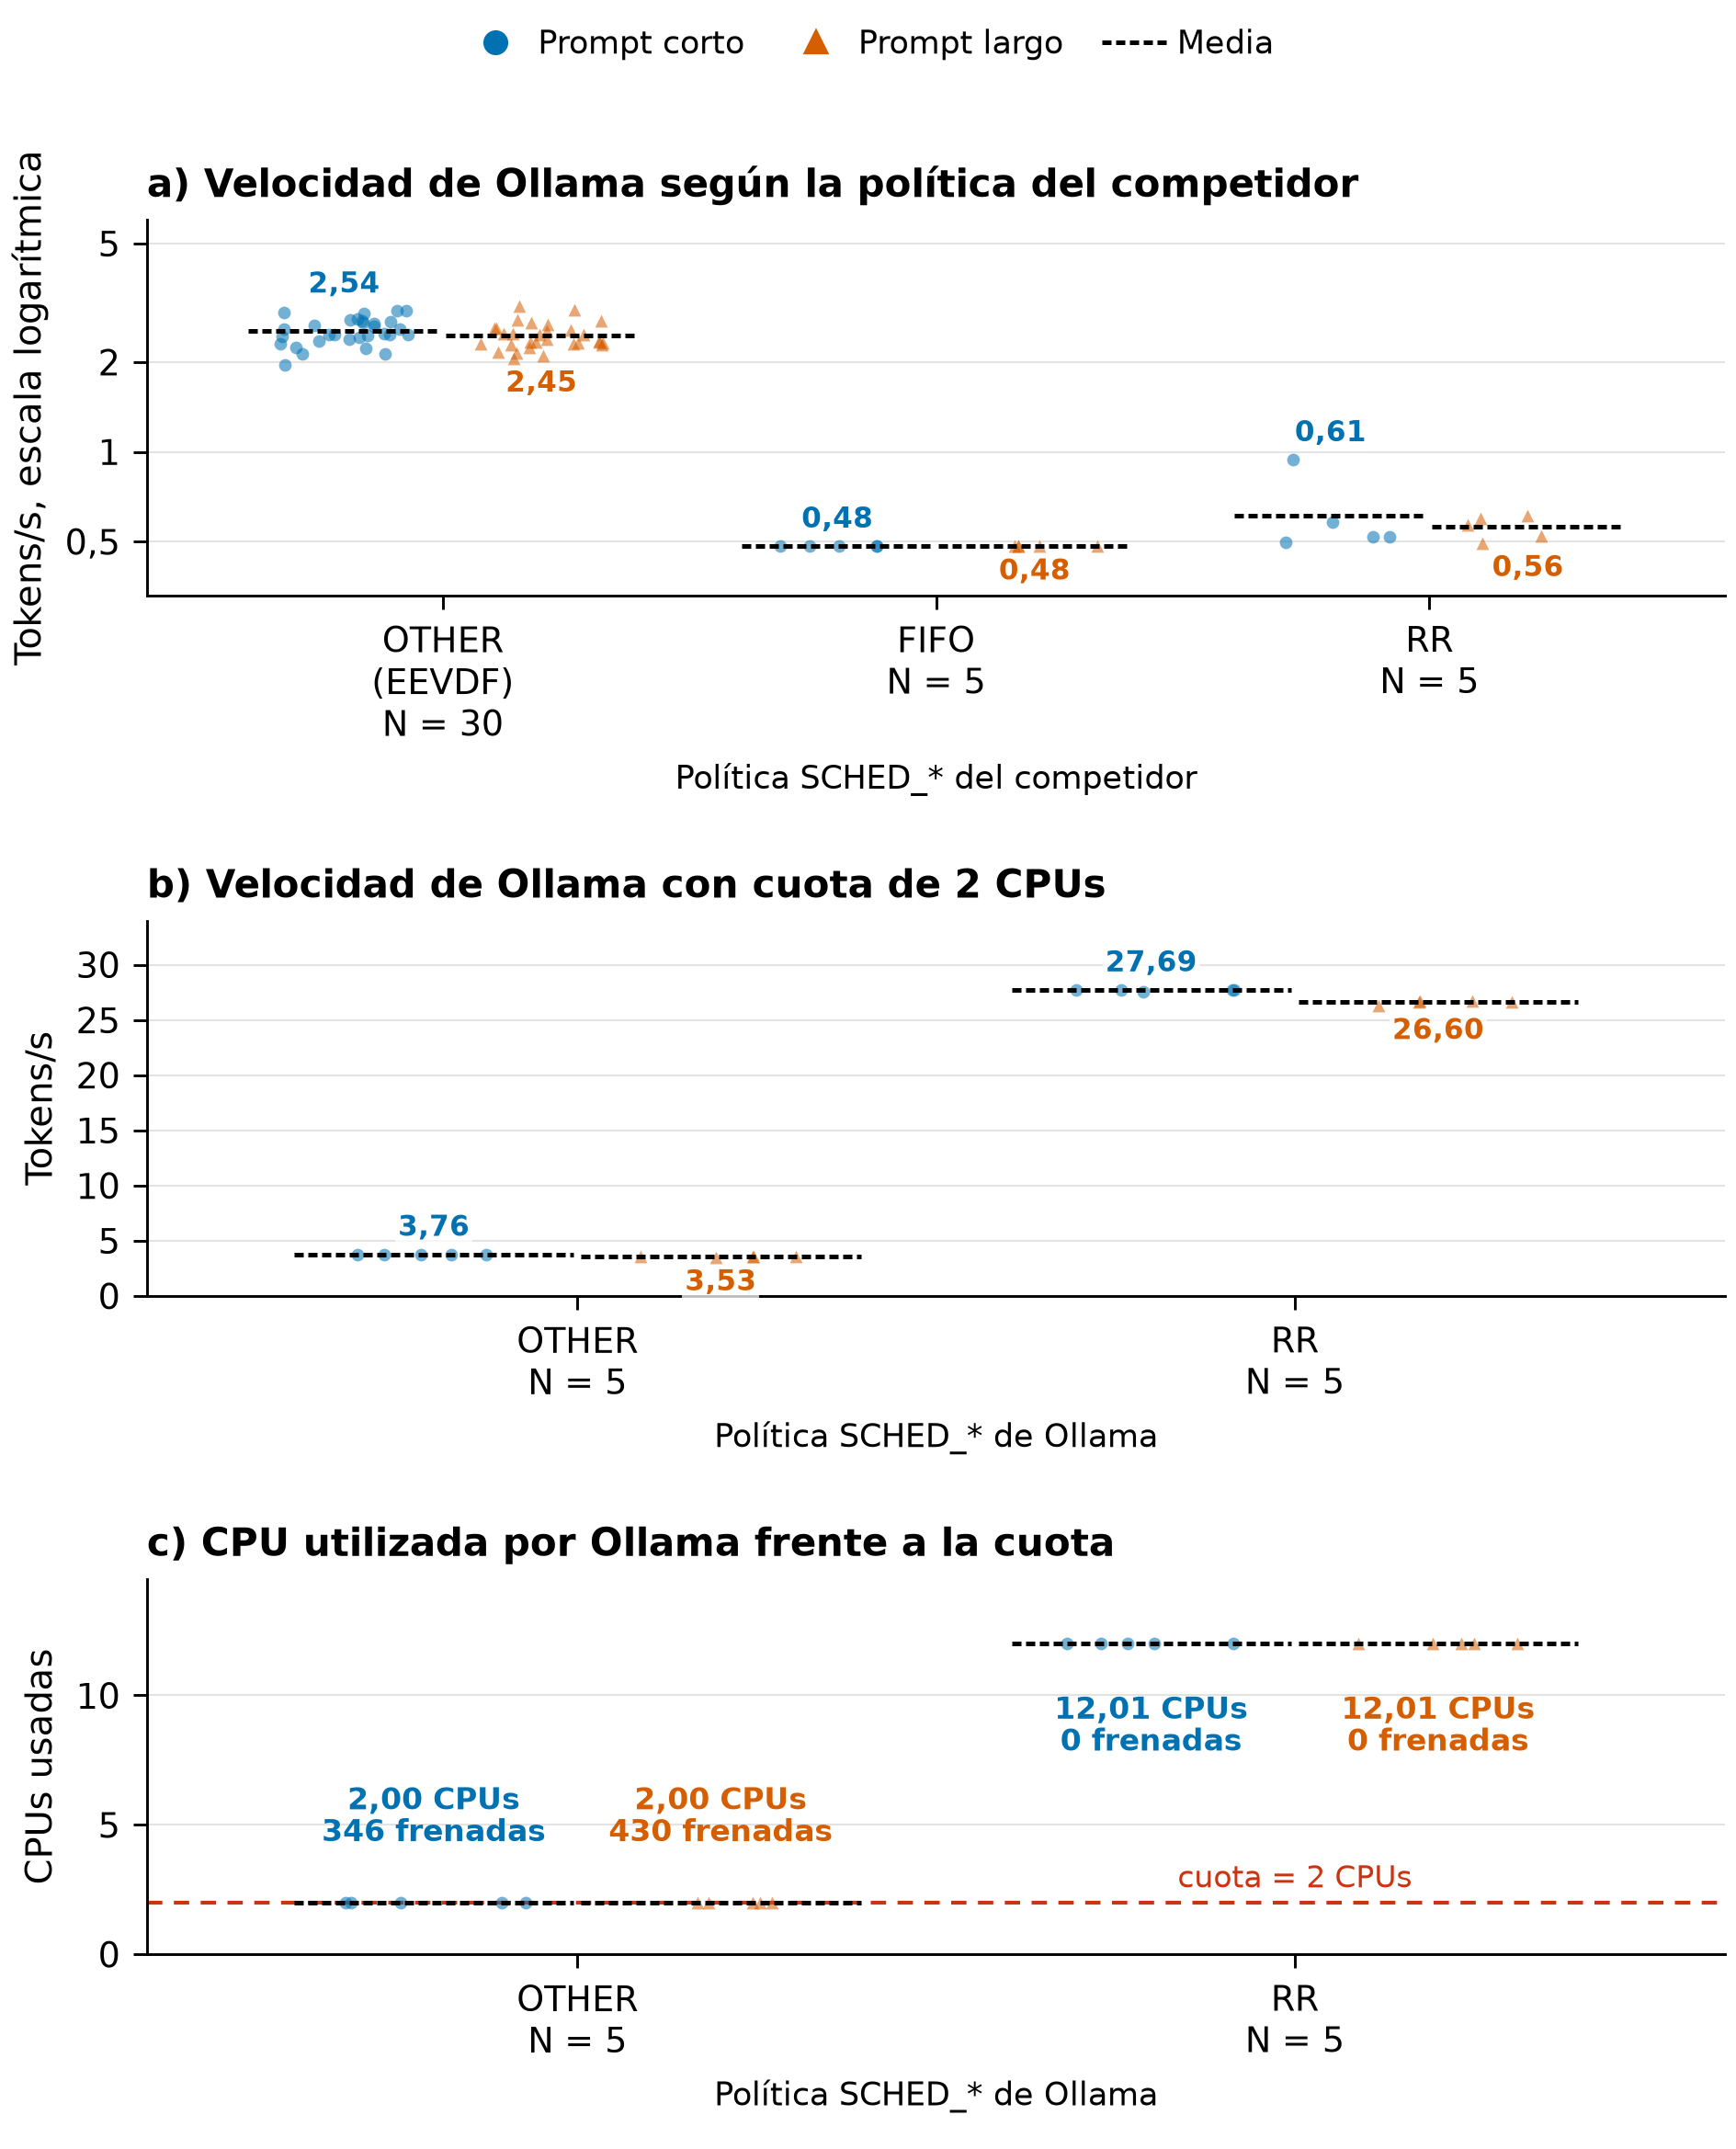 Prompt corto Prompt largo Media
a) Velocidad de Ollama según la política del competidor
Tokens/s, escala logarítmica
5
2
1
0,5
2,54
2,45
0,48
0,48
0,61
0,56
OTHER
(EEVDF)
N = 30
FIFO
N = 5
RR
N = 5
Política SCHED_* del competidor
b) Velocidad de Ollama con cuota de 2 CPUs
Tokens/s
30
25
20
15
10
5
0
3,76
3,53
27,69
26,60
OTHER
N = 5
RR
N = 5
Política SCHED_* de Ollama
c) CPU utilizada por Ollama frente a la cuota
CPUs usadas
10
5
0
2,00 CPUs
346 frenadas
2,00 CPUs
430 frenadas
12,01 CPUs
0 frenadas
12,01 CPUs
0 frenadas
cuota = 2 CPUs
OTHER
N = 5
RR
N = 5
Política SCHED_* de Ollama